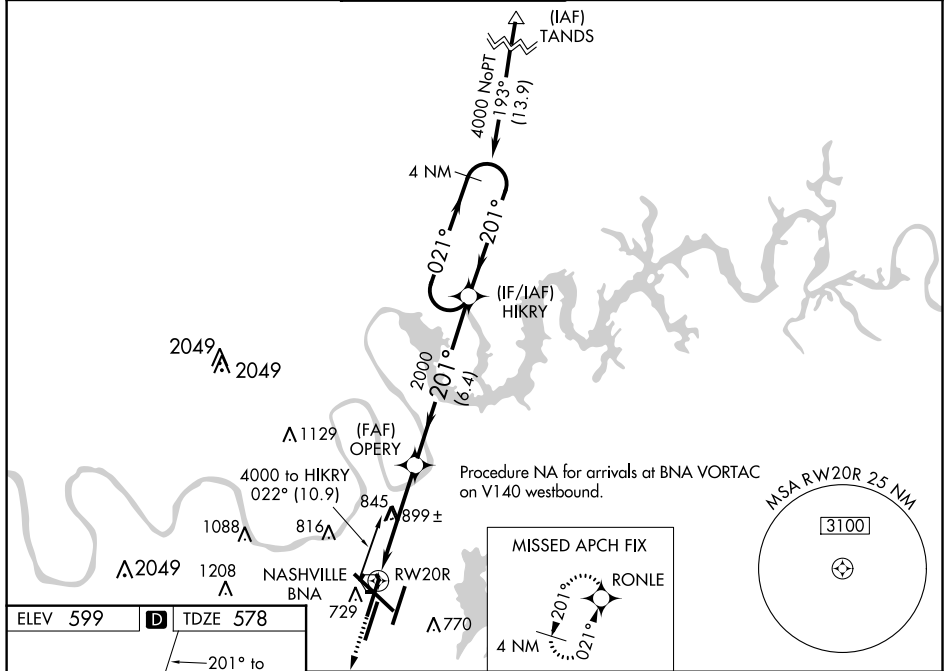 (IAF)
TANDS
4000 NoPT
193°
(13.9)
4 NM
021°
201°
(IF/IAF)
HIKRY
2049
2049
2000
201°
(6.4)
1129
(FAF)
OPERY
4000 to HIKRY
022° (10.9)
Procedure NA for arrivals at BNA VORTAC
on V140 westbound.
845
899 ±
1088
816
MSA RW20R 25 NM
3100
MISSED APCH FIX
RONLE
201°
021°
4 NM
2049
1208
NASHVILLE
BNA
RW20R
729
770
ELEV 599 D TDZE 578
201° to